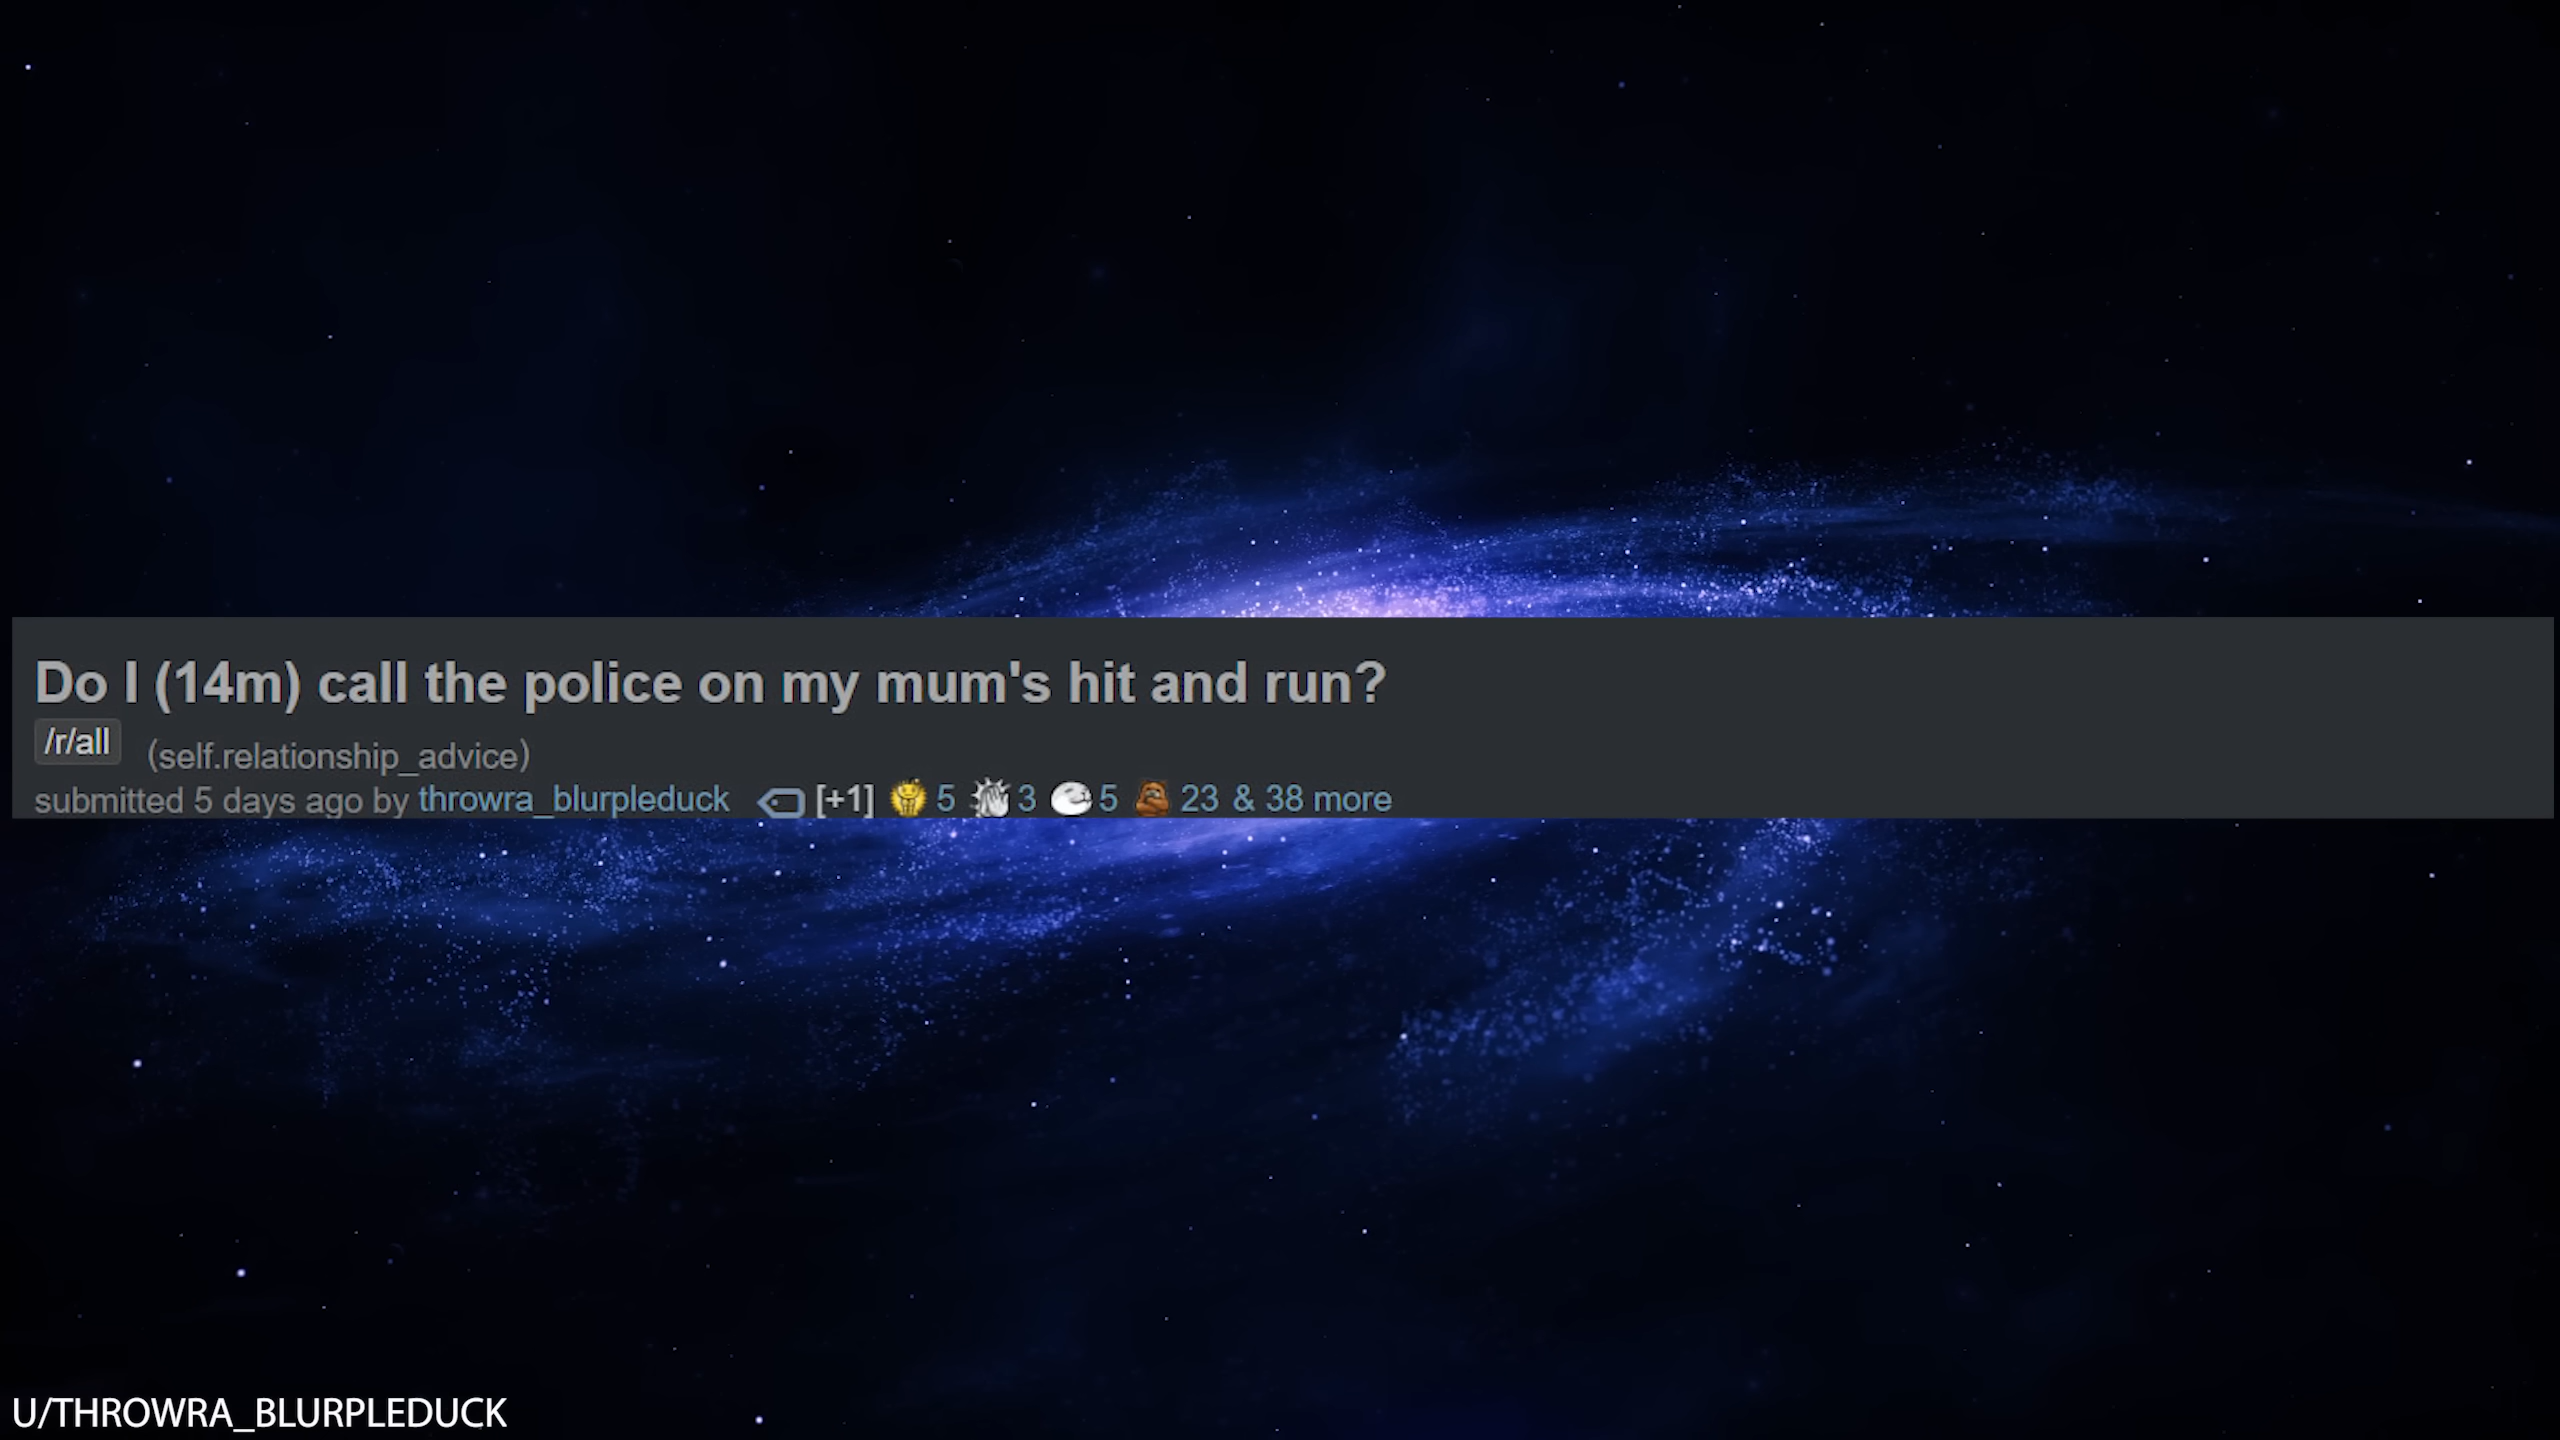 Do I (14m) call the police on my mum's hit and run?
/r/all (self.relationship_advice)
submitted 5 days ago by throwra_blurpleduck [+1] 5 3 5 23 & 38 more
U/THROWRA_BLURPLEDUCK